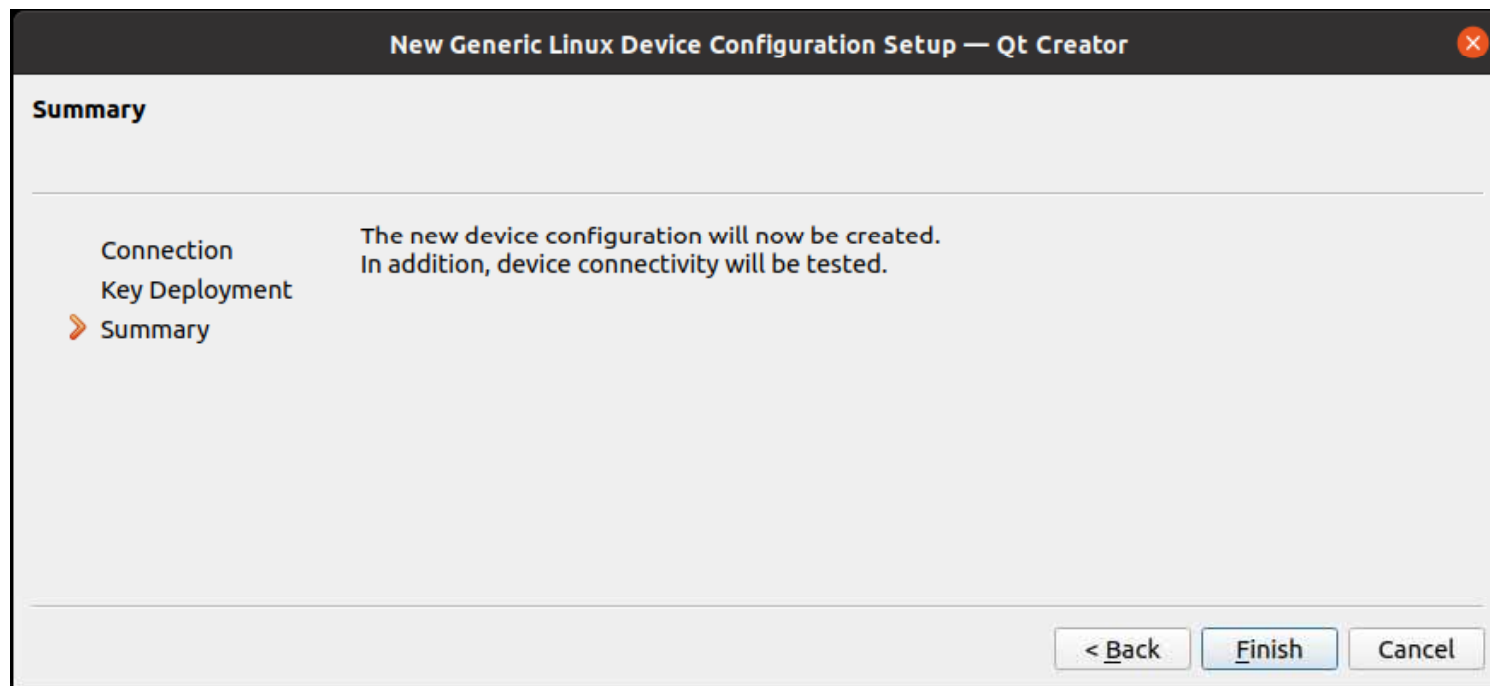 New Generic Linux Device Configuration Setup — Qt Creator
Summary
Connection
Key Deployment
Summary
The new device configuration will now be created.
In addition, device connectivity will be tested.
< Back
Finish
Cancel